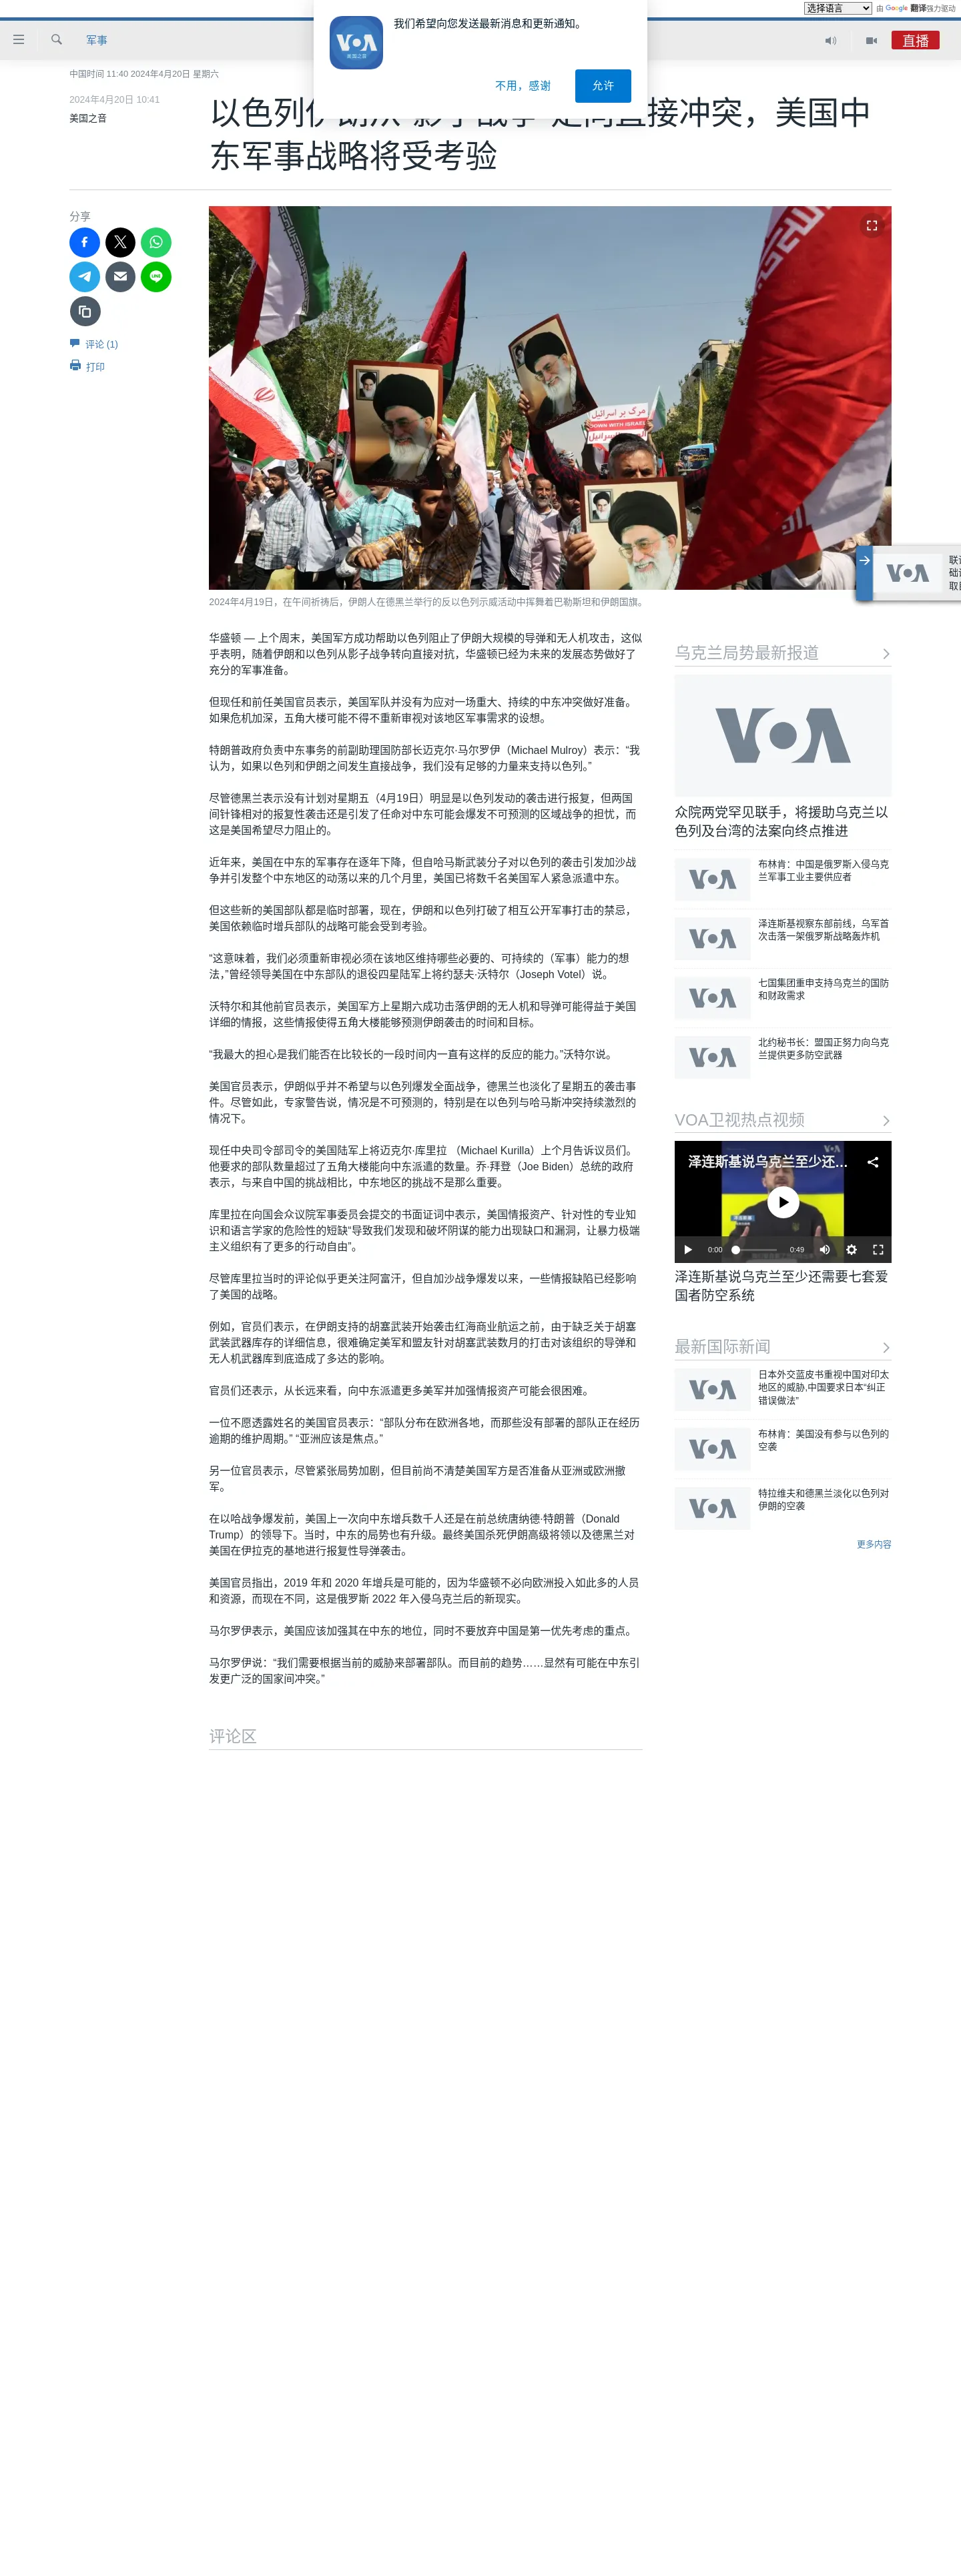 选择语言
由 Google 翻译强力驱动
我们希望向您发送最新消息和更新通知。
VOA
美国之音
不用，感谢
允许
军事
直播
中国时间 11:40 2024年4月20日 星期六
2024年4月20日 10:41
美国之音
以色列伊朗从“影子战争”走向直接冲突，美国中
东军事战略将受考验
分享
评论 (1)
打印
مرگ بر اسرائیل
DOWN WITH ISRAEL
2024年4月19日，在午间祈祷后，伊朗人在德黑兰举行的反以色列示威活动中挥舞着巴勒斯坦和伊朗国旗。
华盛顿 — 上个周末，美国军方成功帮助以色列阻止了伊朗大规模的导弹和无人机攻击，这似
乎表明，随着伊朗和以色列从影子战争转向直接对抗，华盛顿已经为未来的发展态势做好了
充分的军事准备。
但现任和前任美国官员表示，美国军队并没有为应对一场重大、持续的中东冲突做好准备。
如果危机加深，五角大楼可能不得不重新审视对该地区军事需求的设想。
特朗普政府负责中东事务的前副助理国防部长迈克尔·马尔罗伊（Michael Mulroy）表示：“我
认为，如果以色列和伊朗之间发生直接战争，我们没有足够的力量来支持以色列。”
尽管德黑兰表示没有计划对星期五（4月19日）明显是以色列发动的袭击进行报复，但两国
间针锋相对的报复性袭击还是引发了任命对中东可能会爆发不可预测的区域战争的担忧，而
这是美国希望尽力阻止的。
近年来，美国在中东的军事存在逐年下降，但自哈马斯武装分子对以色列的袭击引发加沙战
争并引发整个中东地区的动荡以来的几个月里，美国已将数千名美国军人紧急派遣中东。
但这些新的美国部队都是临时部署，现在，伊朗和以色列打破了相互公开军事打击的禁忌，
美国依赖临时增兵部队的战略可能会受到考验。
“这意味着，我们必须重新审视必须在该地区维持哪些必要的、可持续的（军事）能力的想
法，”曾经领导美国在中东部队的退役四星陆军上将约瑟夫·沃特尔（Joseph Votel）说。
沃特尔和其他前官员表示，美国军方上星期六成功击落伊朗的无人机和导弹可能得益于美国
详细的情报，这些情报使得五角大楼能够预测伊朗袭击的时间和目标。
“我最大的担心是我们能否在比较长的一段时间内一直有这样的反应的能力。”沃特尔说。
美国官员表示，伊朗似乎并不希望与以色列爆发全面战争，德黑兰也淡化了星期五的袭击事
件。尽管如此，专家警告说，情况是不可预测的，特别是在以色列与哈马斯冲突持续激烈的
情况下。
现任中央司令部司令的美国陆军上将迈克尔·库里拉 （Michael Kurilla）上个月告诉议员们。
他要求的部队数量超过了五角大楼能向中东派遣的数量。乔·拜登（Joe Biden）总统的政府
表示，与来自中国的挑战相比，中东地区的挑战不是那么重要。
库里拉在向国会众议院军事委员会提交的书面证词中表示，美国情报资产、针对性的专业知
识和语言学家的危险性的短缺“导致我们发现和破坏阴谋的能力出现缺口和漏洞，让暴力极端
主义组织有了更多的行动自由”。
尽管库里拉当时的评论似乎更关注阿富汗，但自加沙战争爆发以来，一些情报缺陷已经影响
了美国的战略。
例如，官员们表示，在伊朗支持的胡塞武装开始袭击红海商业航运之前，由于缺乏关于胡塞
武装武器库存的详细信息，很难确定美军和盟友针对胡塞武装数月的打击对该组织的导弹和
无人机武器库到底造成了多达的影响。
官员们还表示，从长远来看，向中东派遣更多美军并加强情报资产可能会很困难。
一位不愿透露姓名的美国官员表示：“部队分布在欧洲各地，而那些没有部署的部队正在经历
逾期的维护周期。” “亚洲应该是焦点。”
另一位官员表示，尽管紧张局势加剧，但目前尚不清楚美国军方是否准备从亚洲或欧洲撤
军。
在以哈战争爆发前，美国上一次向中东增兵数千人还是在前总统唐纳德·特朗普（Donald
Trump）的领导下。当时，中东的局势也有升级。最终美国杀死伊朗高级将领以及德黑兰对
美国在伊拉克的基地进行报复性导弹袭击。
美国官员指出，2019 年和 2020 年增兵是可能的，因为华盛顿不必向欧洲投入如此多的人员
和资源，而现在不同，这是俄罗斯 2022 年入侵乌克兰后的新现实。
马尔罗伊表示，美国应该加强其在中东的地位，同时不要放弃中国是第一优先考虑的重点。
马尔罗伊说：“我们需要根据当前的威胁来部署部队。而目前的趋势……显然有可能在中东引
发更广泛的国家间冲突。”
评论区
VOA
乌克兰局势最新报道
VOA
众院两党罕见联手，将援助乌克兰以
色列及台湾的法案向终点推进
VOA
布林肯：中国是俄罗斯入侵乌克
兰军事工业主要供应者
VOA
泽连斯基视察东部前线，乌军首
次击落一架俄罗斯战略轰炸机
VOA
七国集团重申支持乌克兰的国防
和财政需求
VOA
北约秘书长：盟国正努力向乌克
兰提供更多防空武器
VOA卫视热点视频
泽连斯基说乌克兰至少还…
VOA
0:00
0:49
泽连斯基说乌克兰至少还需要七套爱
国者防空系统
最新国际新闻
VOA
日本外交蓝皮书重视中国对印太
地区的威胁,中国要求日本“纠正
错误做法”
VOA
布林肯：美国没有参与以色列的
空袭
VOA
特拉维夫和德黑兰淡化以色列对
伊朗的空袭
更多内容